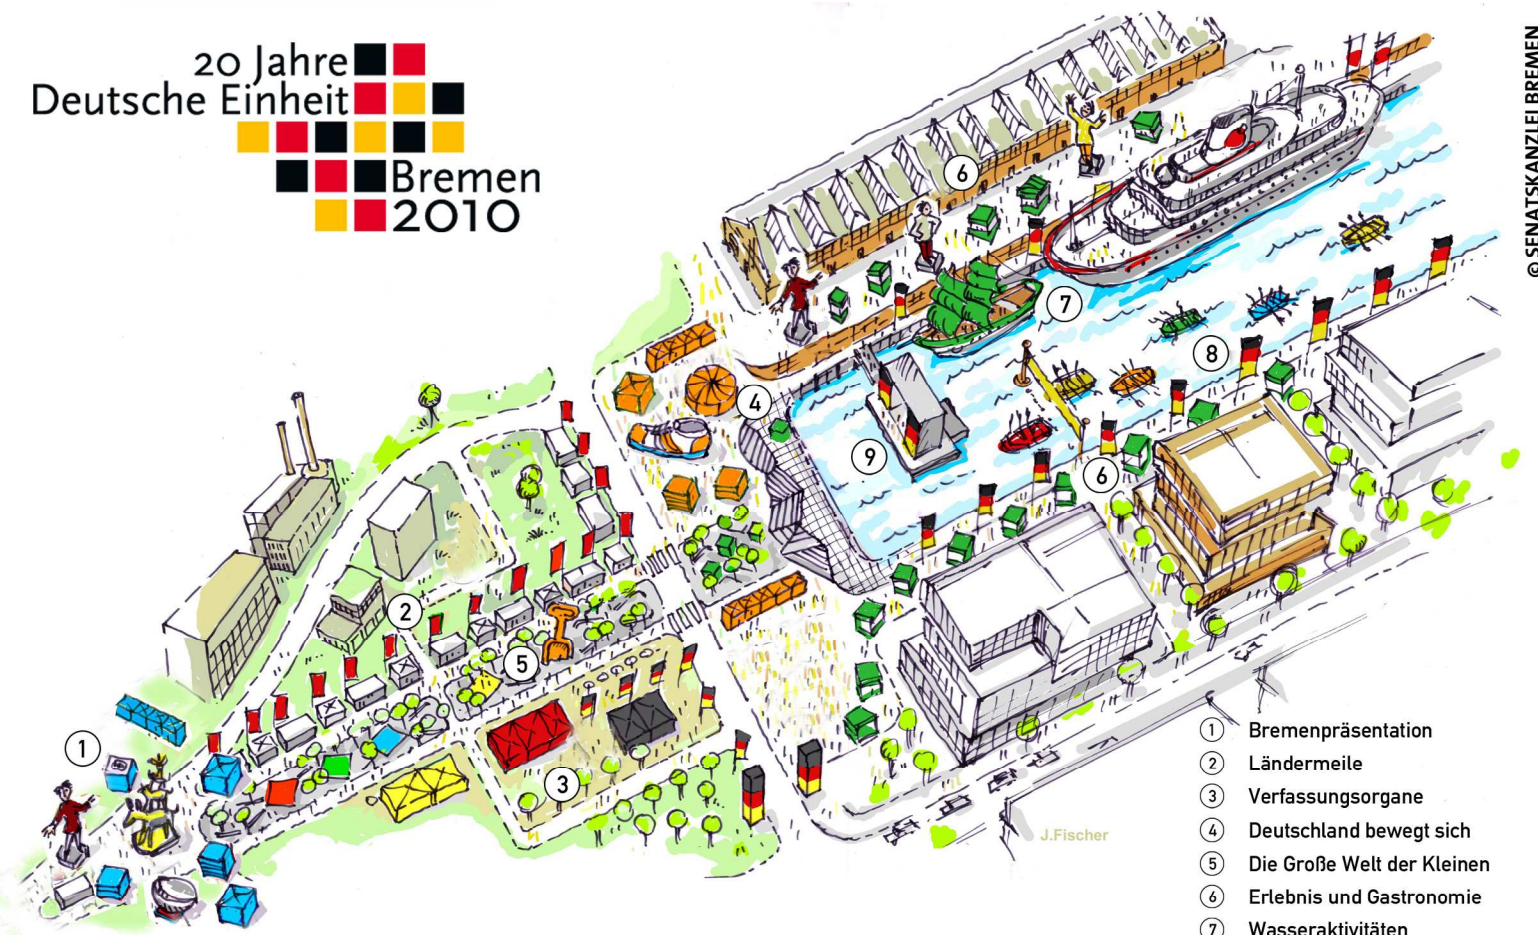 20 Jahre
Deutsche Einheit
Bremen
2010
© SENATSKANZLEI BREMEN
6
7
8
4
9
6
2
5
1
3
J.Fischer
1 Bremenpräsentation
2 Ländermeile
3 Verfassungsorgane
4 Deutschland bewegt sich
5 Die Große Welt der Kleinen
6 Erlebnis und Gastronomie
7 Wasseraktivitäten